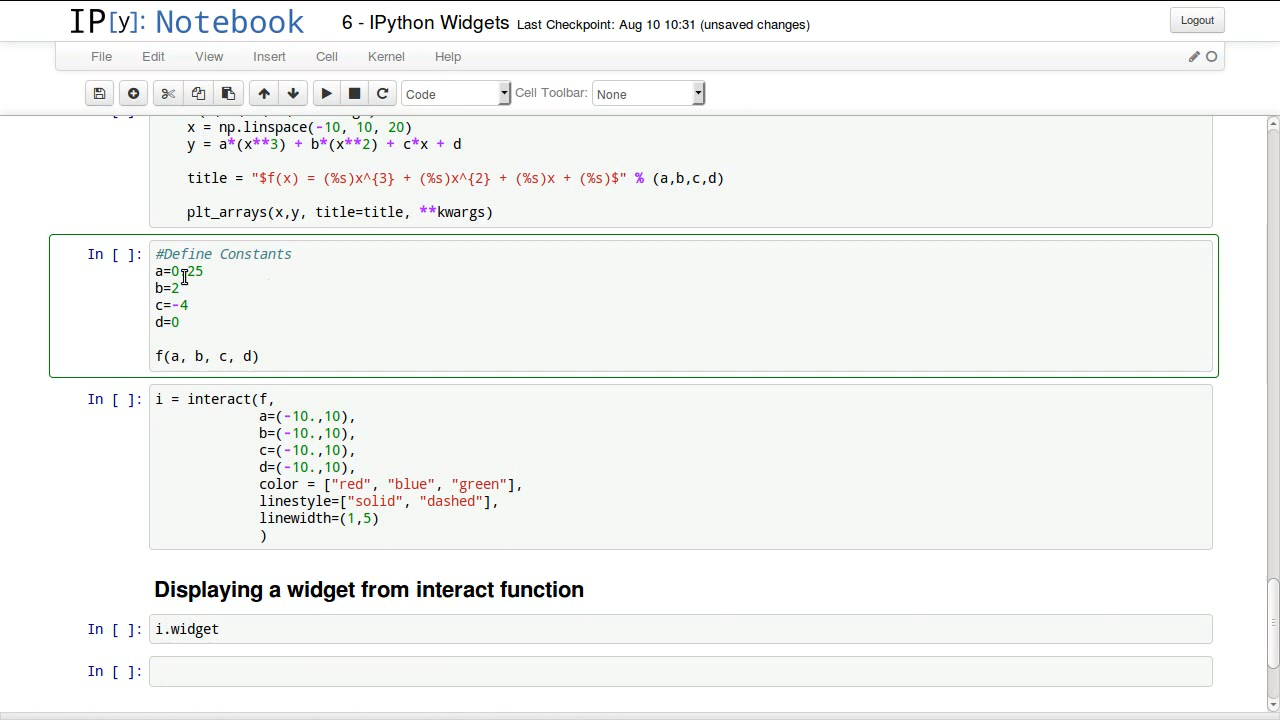 IP[y]: Notebook 6 - IPython Widgets Last Checkpoint: Aug 10 10:31 (unsaved changes) Logout
File Edit View Insert Cell Kernel Help
Code Cell Toolbar: None
x = np.linspace(-10, 10, 20)
y = a*(x**3) + b*(x**2) + c*x + d
title = "$f(x) = (%s)x^{3} + (%s)x^{2} + (%s)x + (%s)$" % (a,b,c,d)
plt_arrays(x,y, title=title, **kwargs)
In [ ]: #Define Constants
a=0.25
b=2
c=-4
d=0
f(a, b, c, d)
In [ ]: i = interact(f,
a=(-10.,10),
b=(-10.,10),
c=(-10.,10),
d=(-10.,10),
color = ["red", "blue", "green"],
linestyle=["solid", "dashed"],
linewidth=(1,5)
)
Displaying a widget from interact function
In [ ]: i.widget
In [ ]: